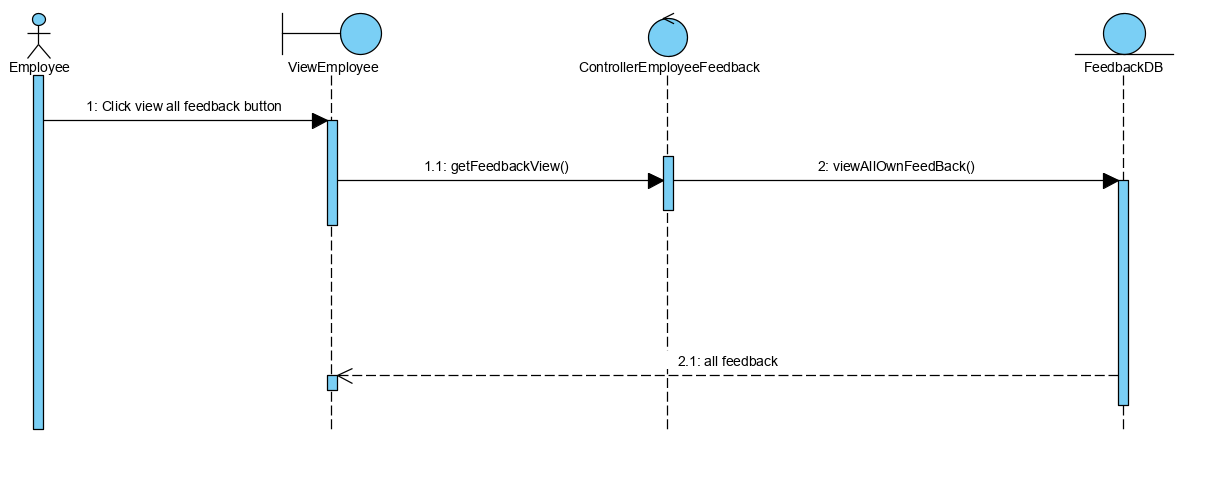 Employee
ViewEmployee
ControllerEmployeeFeedback
FeedbackDB
1: Click view all feedback button
1.1: getFeedbackView()
2: viewAllOwnFeedBack()
2.1: all feedback